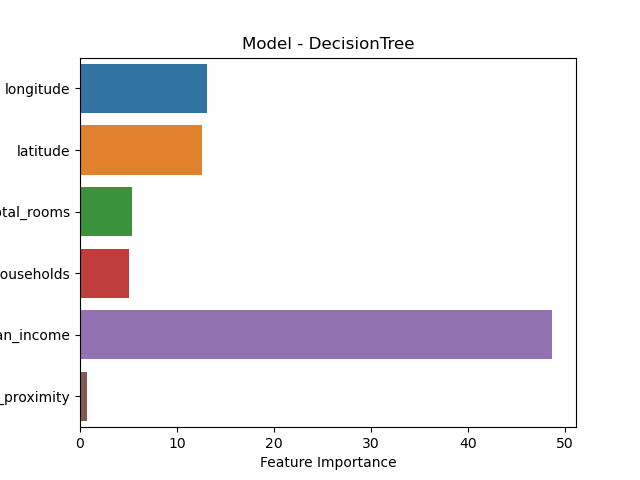 Model - DecisionTree
longitude
latitude
otal_rooms
ouseholds
an_income
_proximity
0 10 20 30 40 50
Feature Importance